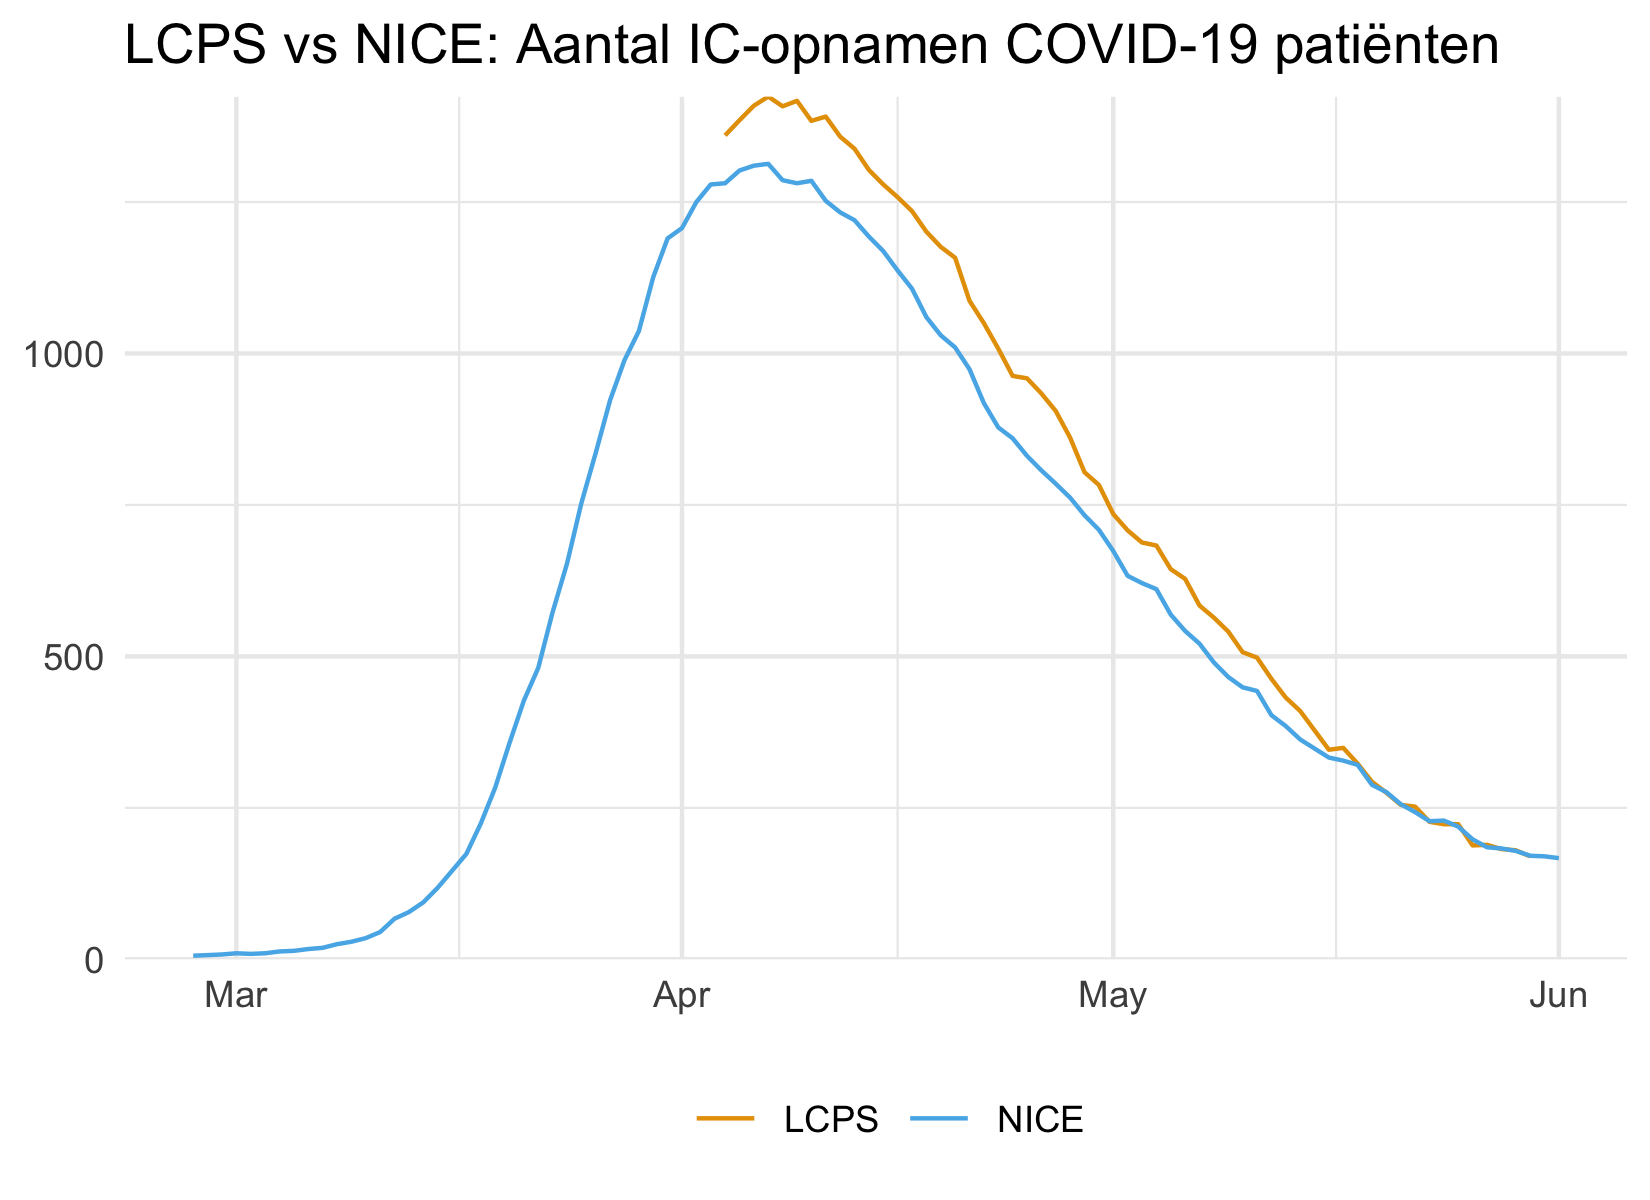 LCPS vs NICE: Aantal IC-opnamen COVID-19 patiënten
1000
500
0
Mar Apr May Jun
LCPS NICE